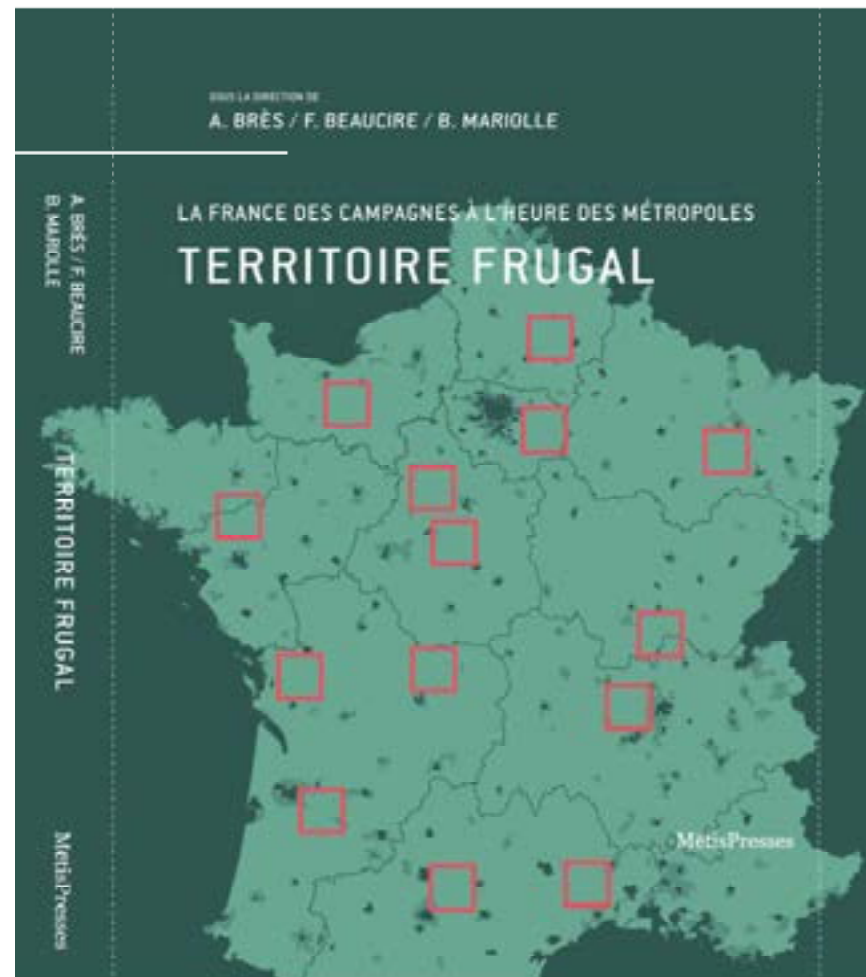 SOUS LA DIRECTION DE
A. BRÈS / F. BEAUCIRE / B. MARIOLLE
LA FRANCE DES CAMPAGNES À L'HEURE DES MÉTROPOLES
TERRITOIRE FRUGAL
MētisPresses
A. BRÈS / F. BEAUCIRE
B. MARIOLLE
TERRITOIRE FRUGAL
MētisPresses